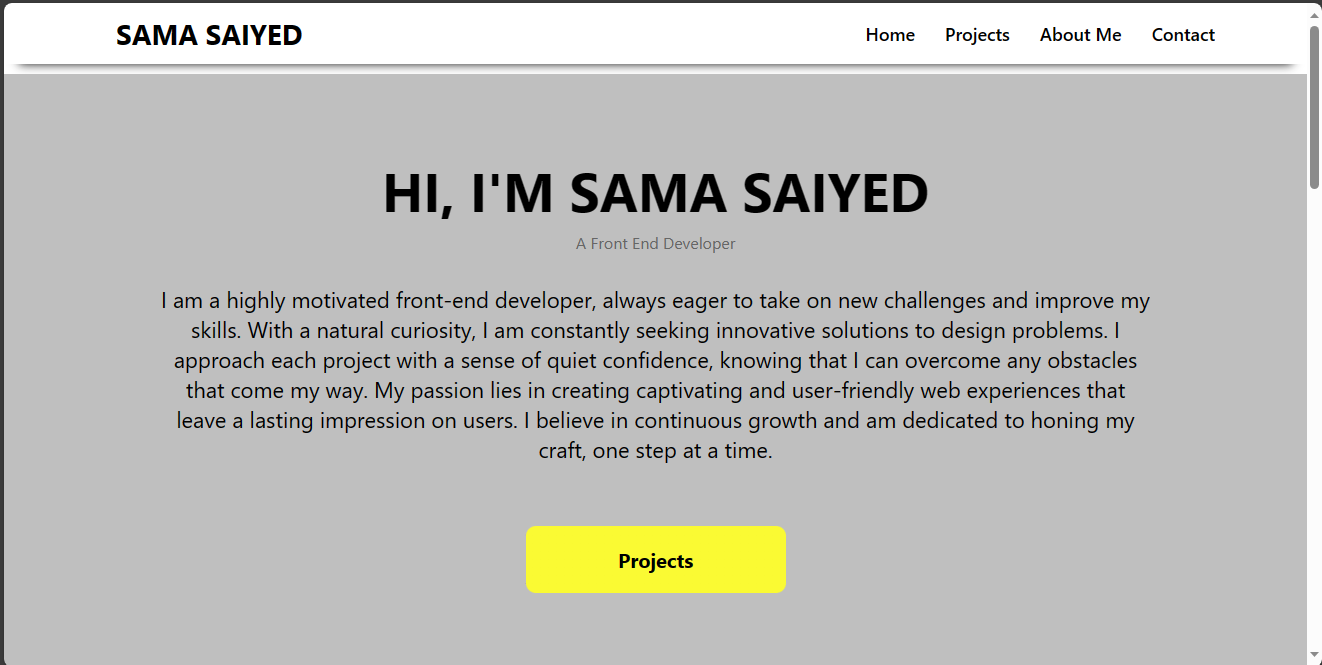 SAMA SAIYED
Home Projects About Me Contact
HI, I'M SAMA SAIYED
A Front End Developer
I am a highly motivated front-end developer, always eager to take on new challenges and improve my
skills. With a natural curiosity, I am constantly seeking innovative solutions to design problems. I
approach each project with a sense of quiet confidence, knowing that I can overcome any obstacles
that come my way. My passion lies in creating captivating and user-friendly web experiences that
leave a lasting impression on users. I believe in continuous growth and am dedicated to honing my
craft, one step at a time.
Projects